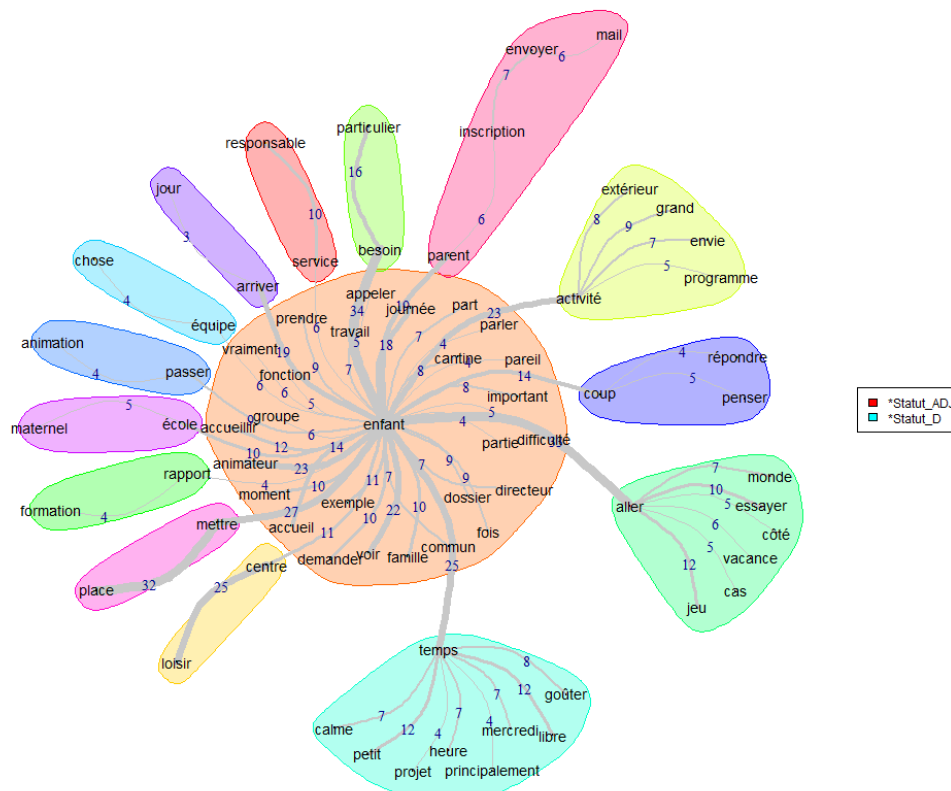 mail
envoyer
6
7
particulier
inscription
responsable
16
jour
10
6
extérieur
grand
8
9
envie
7
3
chose
besoin
parent
service
programme
5
arriver
appeler
activité
4
équipe
34
19
journée
part
23
prendre
parler
animation
6
travail
7
vraiment
5
18
4
cantine
pareil
4
répondre
passer
4
19
fonction
9
7
8
14
5
coup
penser
6
6
8
important
maternel
5
école
accueillir
9
groupe
5
enfant
5
4
*Statut_ADJ
*Statut_D
6
partie
difficulté
10
12
14
rapport
animateur
23
9
monde
7
4
moment
10
11
7
7
9
dossier
directeur
10
essayer
formation
4
mettre
27
exemple
22
10
aller
5
côté
accueil
11
10
fois
6
demander
voir
famille
commun
5
vacance
centre
25
12
cas
place
32
25
jeu
loisir
temps
8
goûter
7
12
calme
12
7
7
4
mercredi
libre
petit
4
heure
projet
principalement